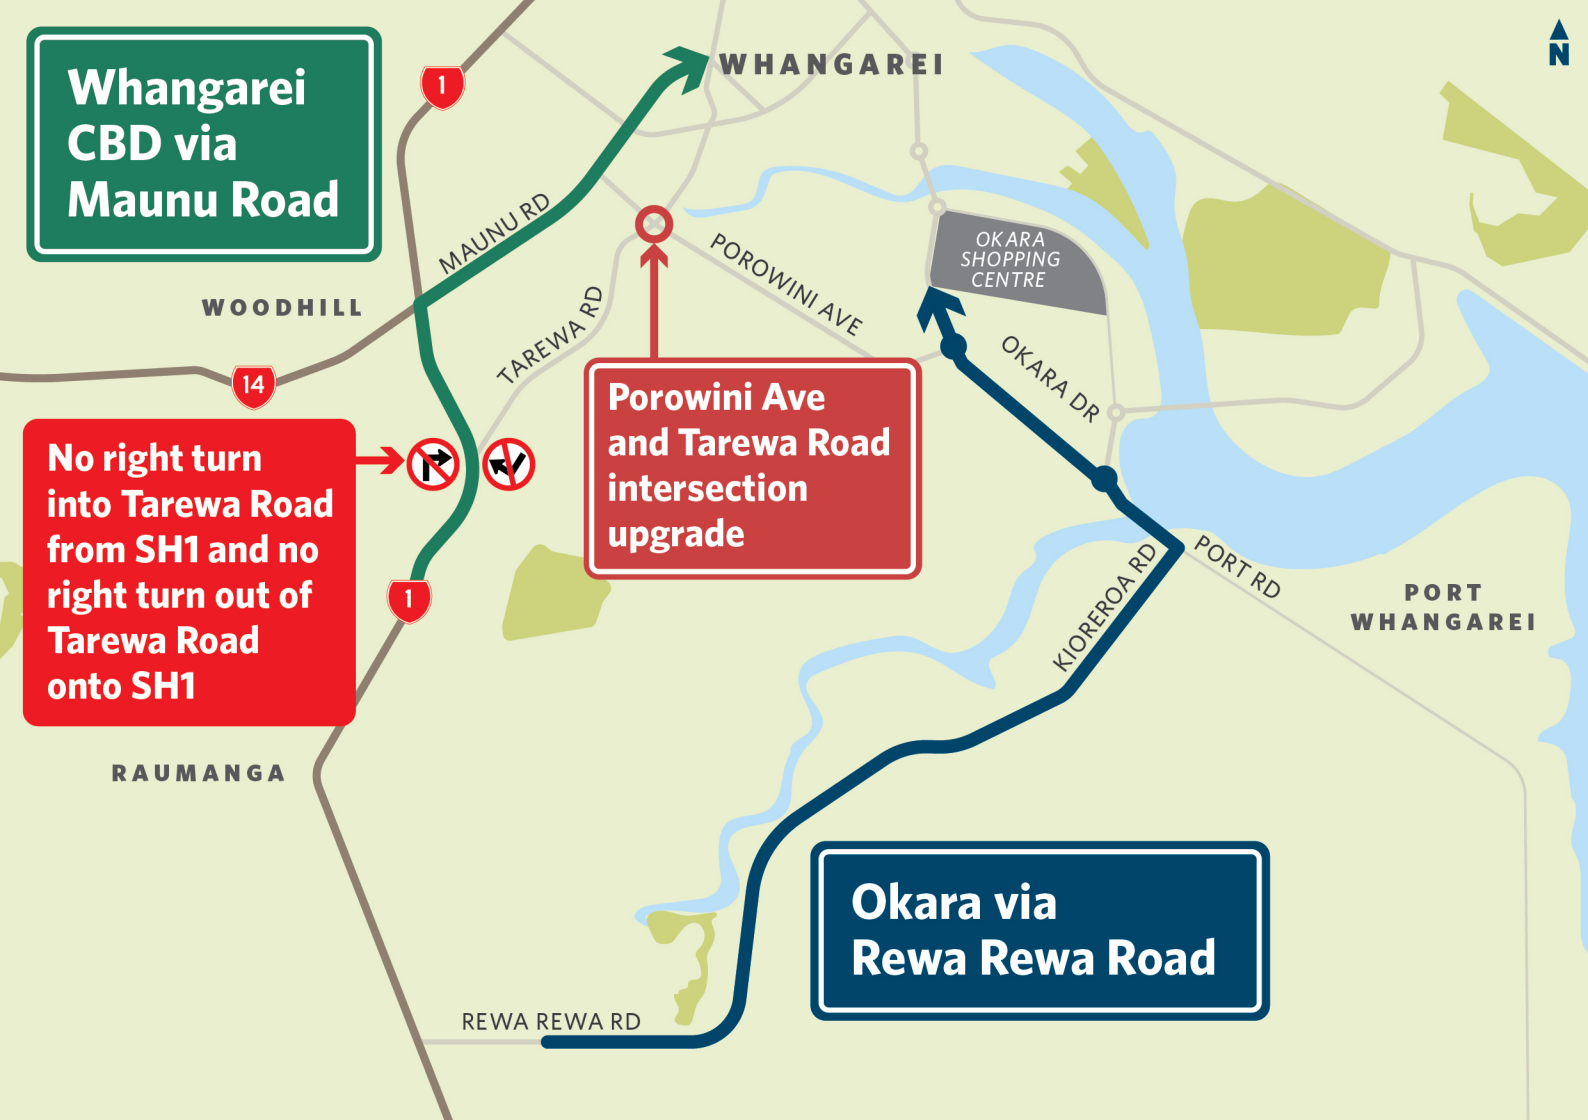 Whangarei
CBD via
Maunu Road
1
WHANGAREI
N
MAUNU RD
WOODHILL
14
TAREWA RD
POROWINI AVE
OKARA
SHOPPING
CENTRE
OKARA DR
No right turn
into Tarewa Road
from SH1 and no
right turn out of
Tarewa Road
onto SH1
Porowini Ave
and Tarewa Road
intersection
upgrade
1
KIOREROA RD
PORT RD
PORT
WHANGAREI
RAUMANGA
Okara via
Rewa Rewa Road
REWA REWA RD